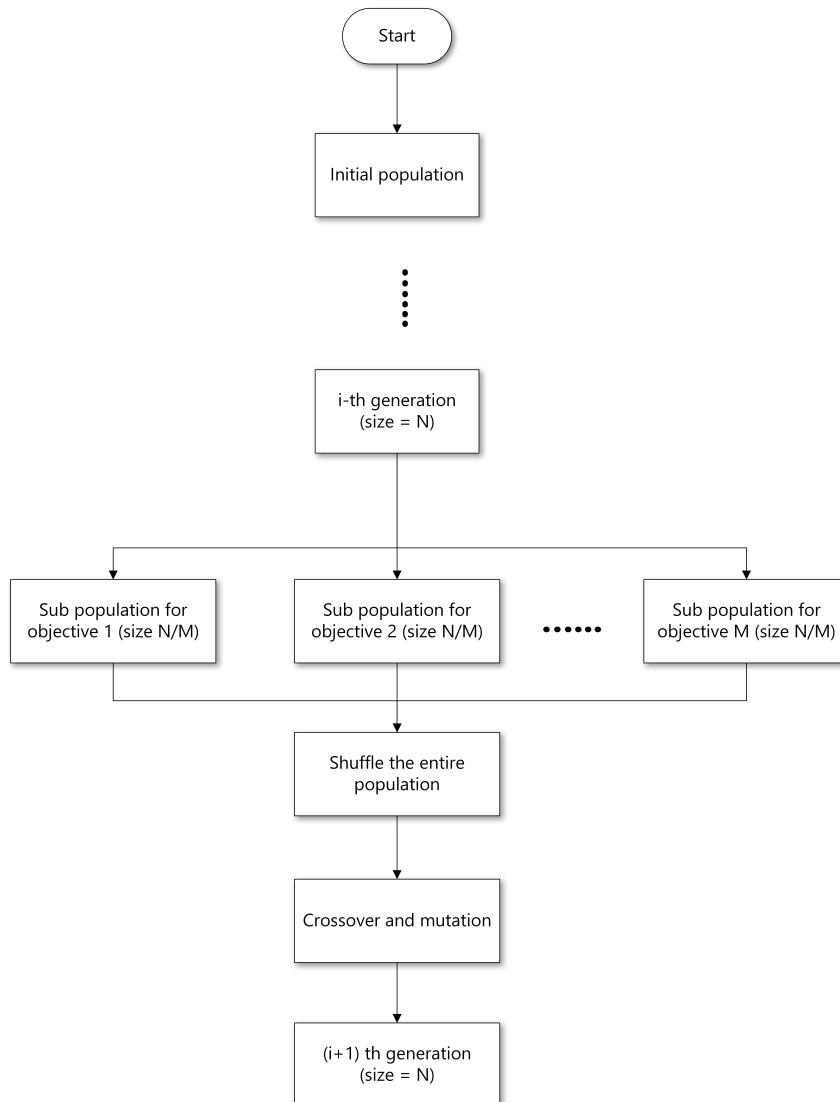 Start
Initial population
i-th generation
(size = N)
Sub population for
objective 1 (size N/M)
Sub population for
objective 2 (size N/M)
Sub population for
objective M (size N/M)
Shuffle the entire
population
Crossover and mutation
(i+1) th generation
(size = N)